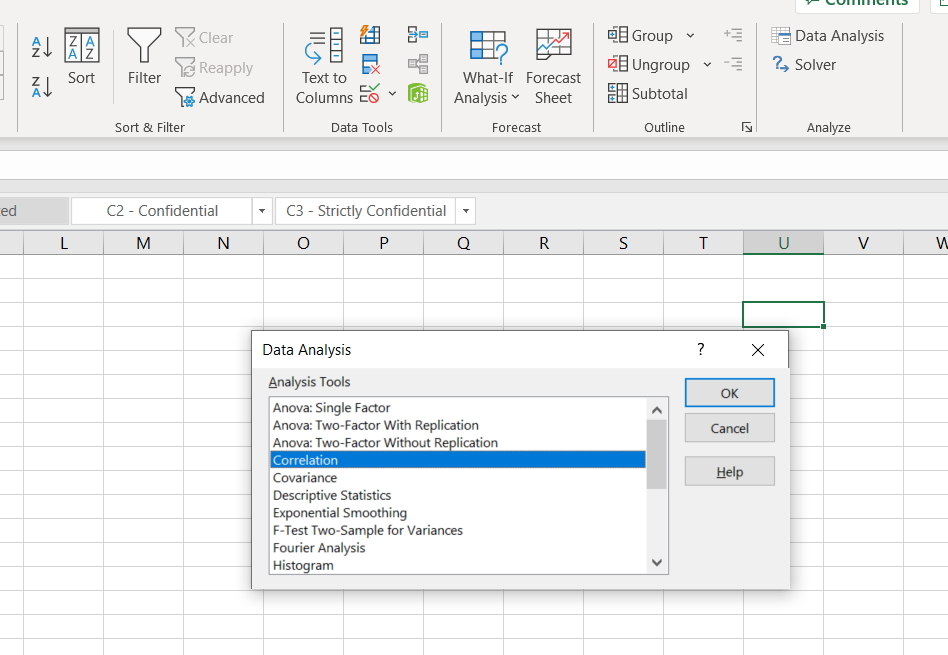 Comments
Clear
Reapply
Advanced
Sort
Filter
Sort & Filter
Text to
Columns
Data Tools
What-If
Analysis
Forecast
Sheet
Forecast
Group
Ungroup
Subtotal
Outline
Data Analysis
Solver
Analyze
ed
C2 - Confidential
C3 - Strictly Confidential
L M N O P Q R S T U V W
Data Analysis ?
Analysis Tools
Anova: Single Factor
Anova: Two-Factor With Replication
Anova: Two-Factor Without Replication
Correlation
Covariance
Descriptive Statistics
Exponential Smoothing
F-Test Two-Sample for Variances
Fourier Analysis
Histogram
OK
Cancel
Help